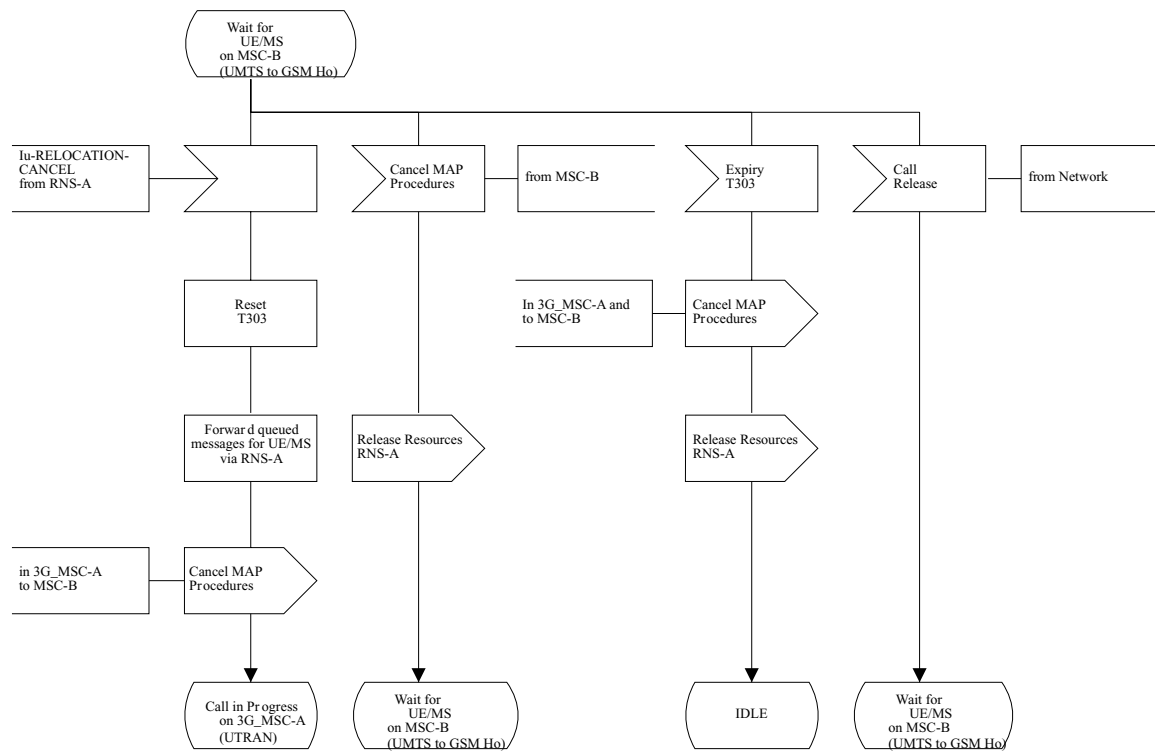 Wait for
UE/MS
on MSC-B
(UMTS to GSM Ho)
Iu-RELOCATION-
CANCEL
from RNS-A
Cancel MAP
Procedures
from MSC-B
Expiry
T303
Call
Release
from Network
Reset
T303
In 3G_MSC-A and
to MSC-B
Cancel MAP
Procedures
Forward queued
messages for UE/MS
via RNS-A
Release Resources
RNS-A
Release Resources
RNS-A
in 3G_MSC-A
to MSC-B
Cancel MAP
Procedures
Call in Progress
on 3G_MSC-A
(UTRAN)
Wait for
UE/MS
on MSC-B
(UMTS to GSM Ho)
IDLE
Wait for
UE/MS
on MSC-B
(UMTS to GSM Ho)